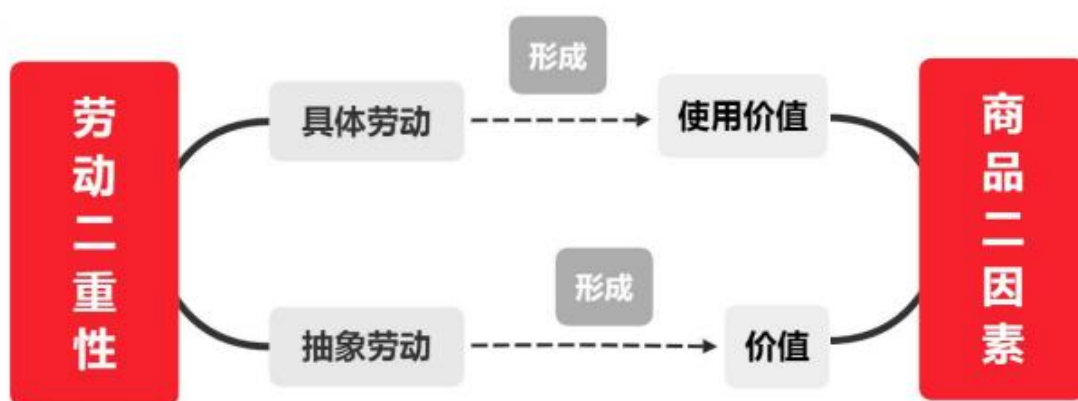 劳动二重性
具体劳动
形成
使用价值
抽象劳动
形成
价值
商品二因素